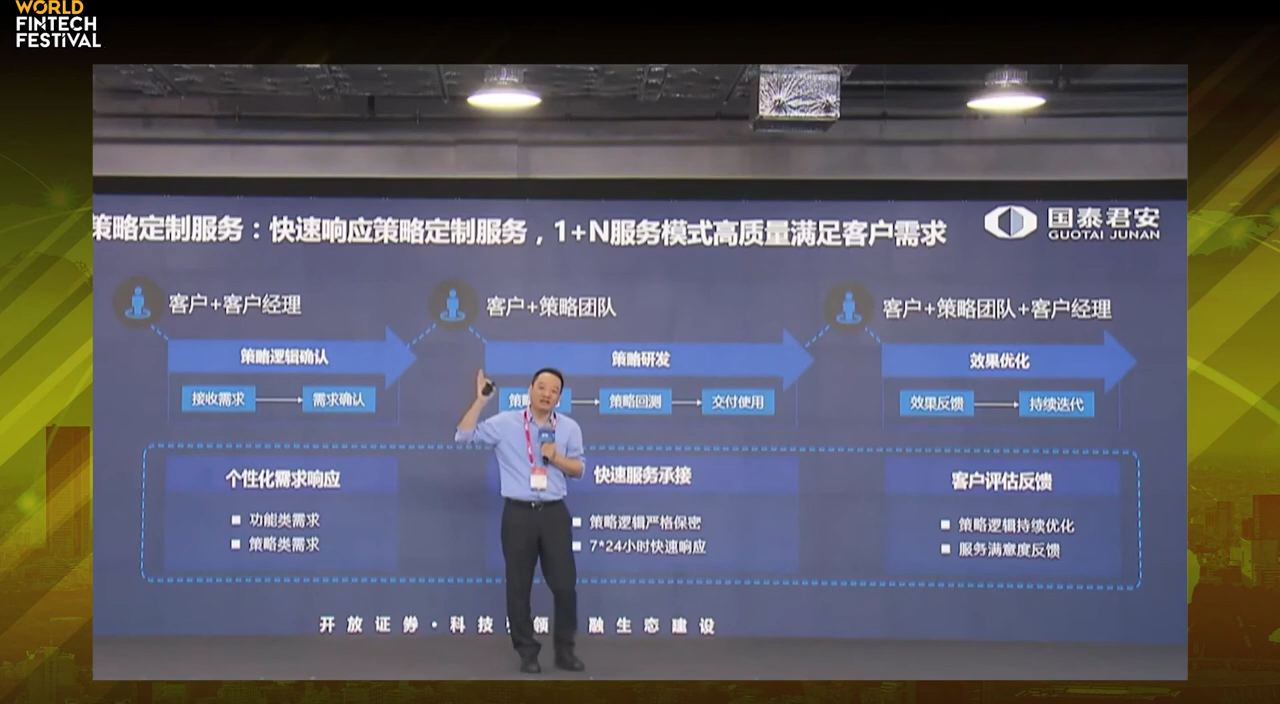 WORLD
FINTECH
FESTIVAL
策略定制服务：快速响应策略定制服务，1+N服务模式高质量满足客户需求
国泰君安
GUOTAI JUNAN
客户+客户经理
客户+策略团队
客户+策略团队+客户经理
策略逻辑确认
策略研发
效果优化
接收需求
需求确认
策略回测
交付使用
效果反馈
持续迭代
个性化需求响应
快速服务承接
客户评估反馈
功能类需求
策略类需求
策略逻辑严格保密
7*24小时快速响应
策略逻辑持续优化
服务满意度反馈
开放证券·科技 领 融生态建设